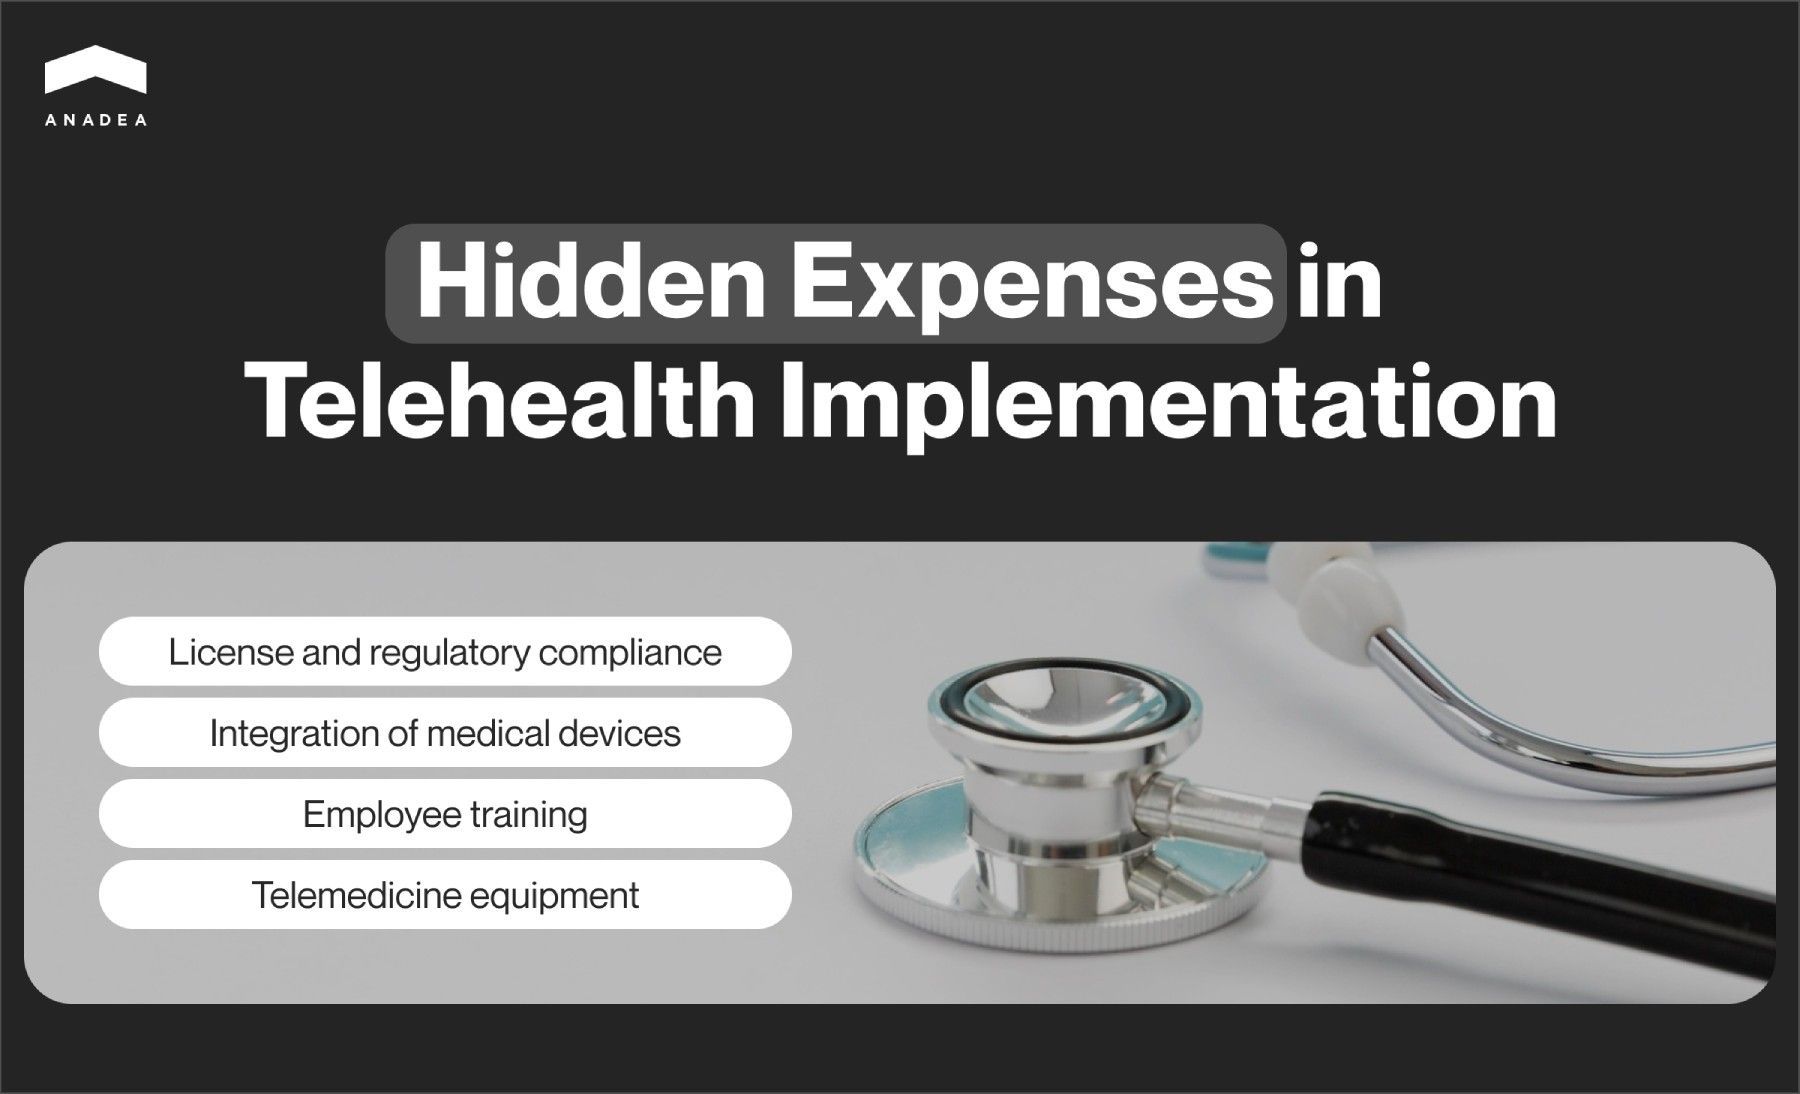 ANADEA
Hidden Expenses in
Telehealth Implementation
License and regulatory compliance
Integration of medical devices
Employee training
Telemedicine equipment